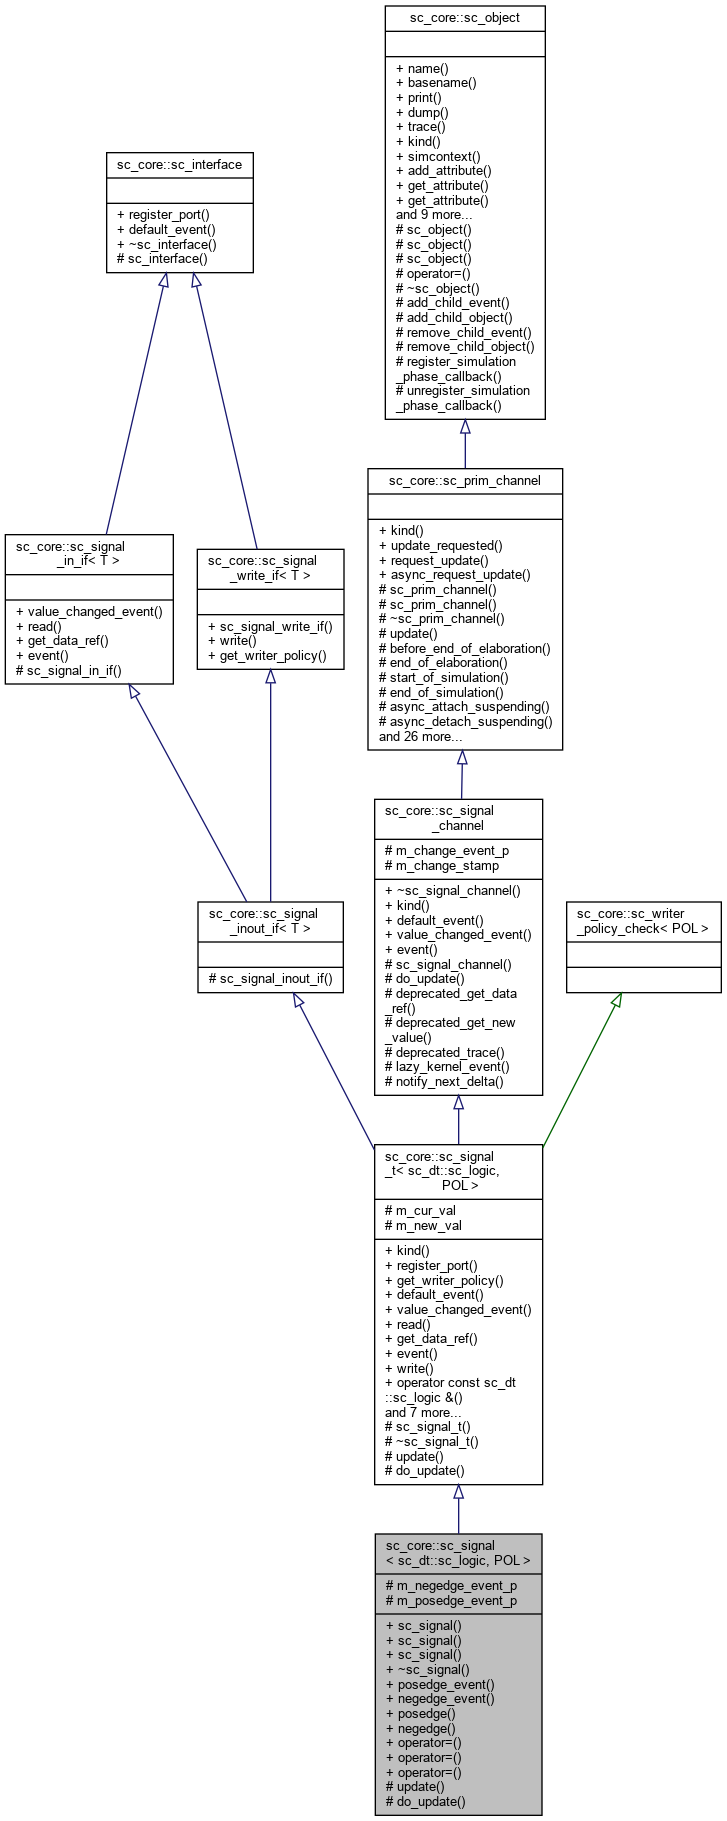 sc_core::sc_object
+ name()
+ basename()
+ print()
+ dump()
+ trace()
+ kind()
+ simcontext()
+ add_attribute()
+ get_attribute()
+ get_attribute()
and 9 more...
# sc_object()
# sc_object()
# sc_object()
# operator=()
# ~sc_object()
# add_child_event()
# add_child_object()
# remove_child_event()
# remove_child_object()
# register_simulation
_phase_callback()
# unregister_simulation
_phase_callback()
sc_core::sc_interface
+ register_port()
+ default_event()
+ ~sc_interface()
# sc_interface()
sc_core::sc_prim_channel
+ kind()
+ update_requested()
+ request_update()
+ async_request_update()
# sc_prim_channel()
# sc_prim_channel()
# ~sc_prim_channel()
# update()
# before_end_of_elaboration()
# end_of_elaboration()
# start_of_simulation()
# end_of_simulation()
# async_attach_suspending()
# async_detach_suspending()
and 26 more...
sc_core::sc_signal
_in_if< T >
+ value_changed_event()
+ read()
+ get_data_ref()
+ event()
# sc_signal_in_if()
sc_core::sc_signal
_write_if< T >
+ sc_signal_write_if()
+ write()
+ get_writer_policy()
sc_core::sc_signal
_channel
# m_change_event_p
# m_change_stamp
+ ~sc_signal_channel()
+ kind()
+ default_event()
+ value_changed_event()
+ event()
# sc_signal_channel()
# do_update()
# deprecated_get_data
_ref()
# deprecated_get_new
_value()
# deprecated_trace()
# lazy_kernel_event()
# notify_next_delta()
sc_core::sc_signal
_inout_if< T >
# sc_signal_inout_if()
sc_core::sc_writer
_policy_check< POL >
sc_core::sc_signal
_t< sc_dt::sc_logic,
POL >
# m_cur_val
# m_new_val
+ kind()
+ register_port()
+ get_writer_policy()
+ default_event()
+ value_changed_event()
+ read()
+ get_data_ref()
+ event()
+ write()
+ operator const sc_dt
::sc_logic &()
and 7 more...
# sc_signal_t()
# ~sc_signal_t()
# update()
# do_update()
sc_core::sc_signal
< sc_dt::sc_logic, POL >
# m_negedge_event_p
# m_posedge_event_p
+ sc_signal()
+ sc_signal()
+ sc_signal()
+ ~sc_signal()
+ posedge_event()
+ negedge_event()
+ posedge()
+ negedge()
+ operator=()
+ operator=()
+ operator=()
# update()
# do_update()